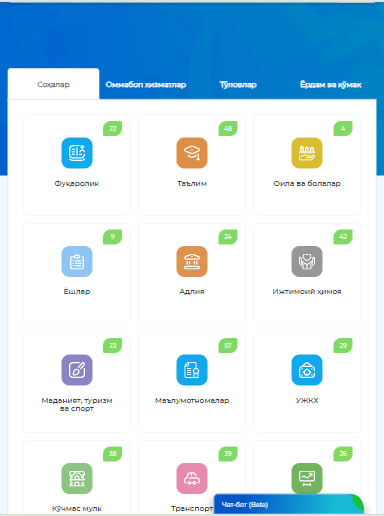 Соҳалар
Оммабоп хизматлар
Тўловлар
Ёрдам ва кўмак
22
48
4
Фуқаролик
Таълим
Оила ва болалар
9
24
42
Ёшлар
Адлия
Ижтимоий ҳимоя
23
57
29
Маданият, туризм
ва спорт
Маълумотномалар
УЖКХ
38
39
26
Кўчмас мулк
Транспорт
Чат-бот (Beta)